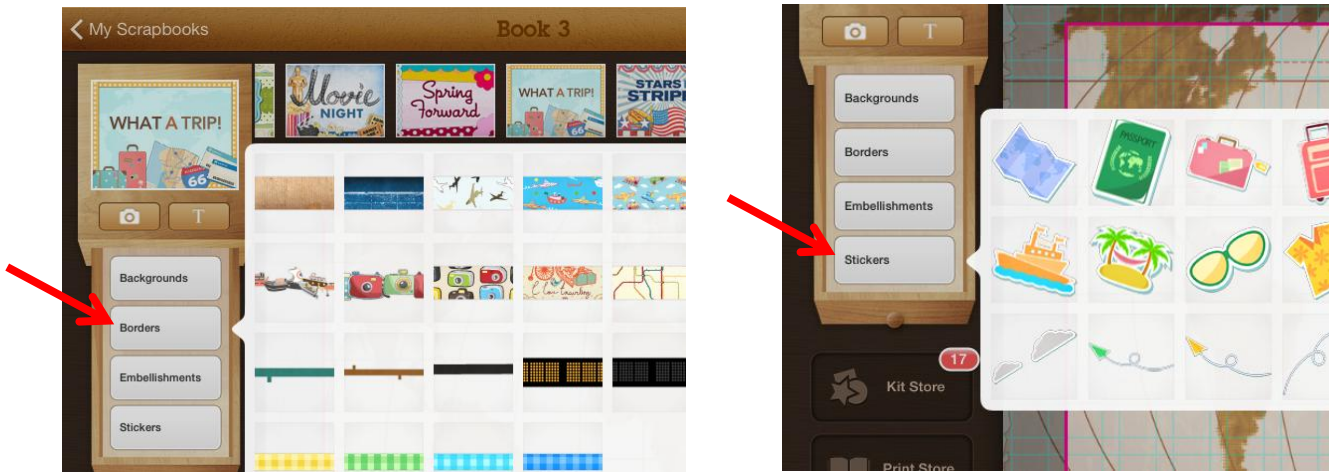 My Scrapbooks
Book 3
WHAT A TRIP!
66
Movie
NIGHT
Spring
Forward
WHAT A TRIP!
STARS
STRIP
T
Backgrounds
Borders
Embellishments
Stickers
T
Backgrounds
Borders
Embellishments
Stickers
PASSPORT
17
Kit Store
Print Store